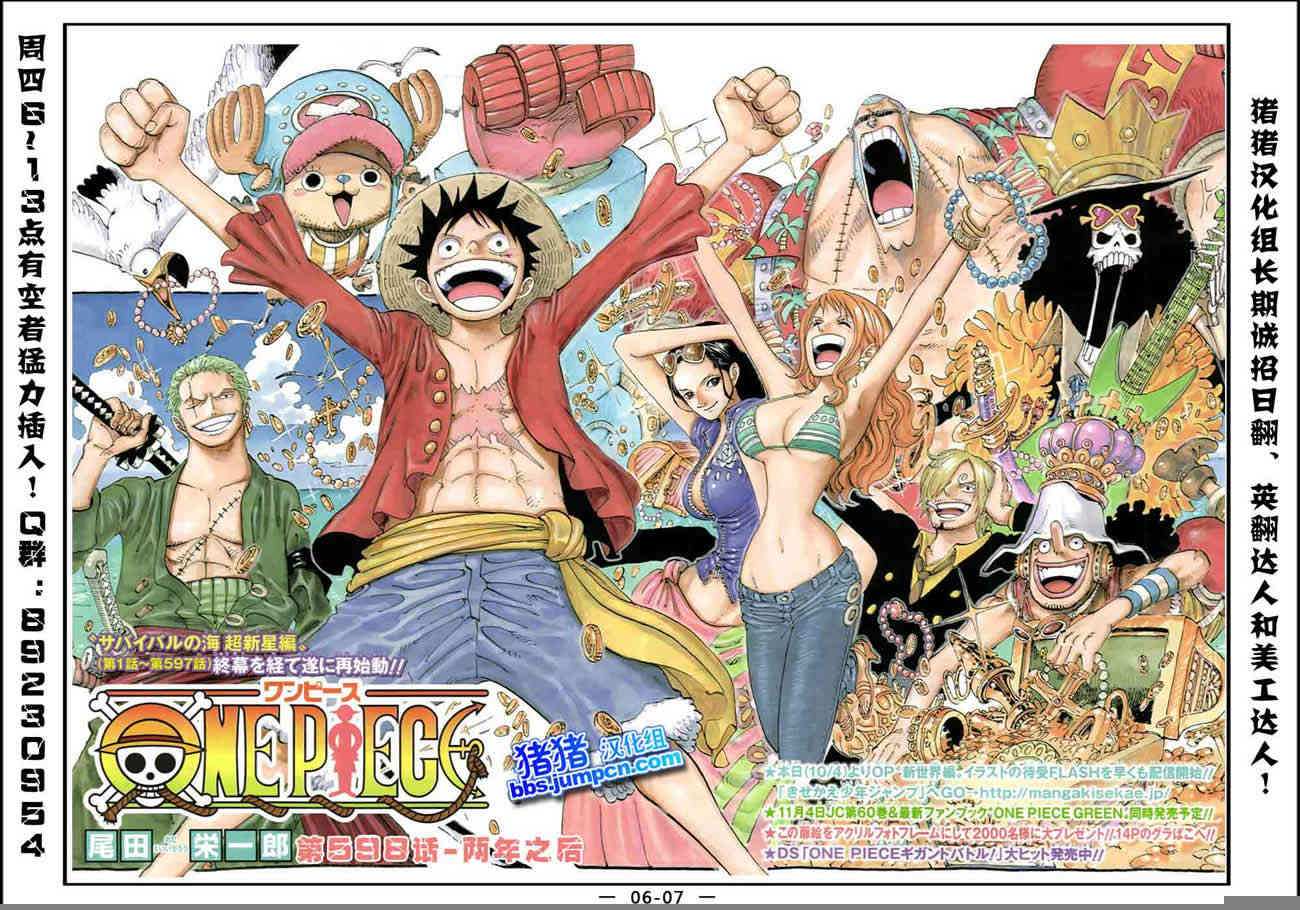 周四6~13点有空者猛力插入！Q群：89230954
猪猪汉化组长期诚招日翻、英翻达人和美工达人！
“サバイバルの海 超新星編”
(第1話～第597話)終幕を経て遂に再始動!!
ワンピース
ONE PIECE
尾田栄一郎
第598话-两年之后
猪猪汉化组
bbs.jumpcn.com
★本日(10/4)よりOP“新世界編”イラストの待受FLASHを早くも配信開始!!
「きせかえ少年ジャンプ」へGO→http://mangakisekae.jp/
★11月4日JC第60巻&最新ファンブック“ONE PIECE GREEN”同時発売予定!!
★この扉絵をアクリルフォトフレームにして2000名様に大プレゼント!!14Pのグラビアへ!!
★DS「ONE PIECEギガントバトル!」大ヒット発売中!!
— 06-07 —